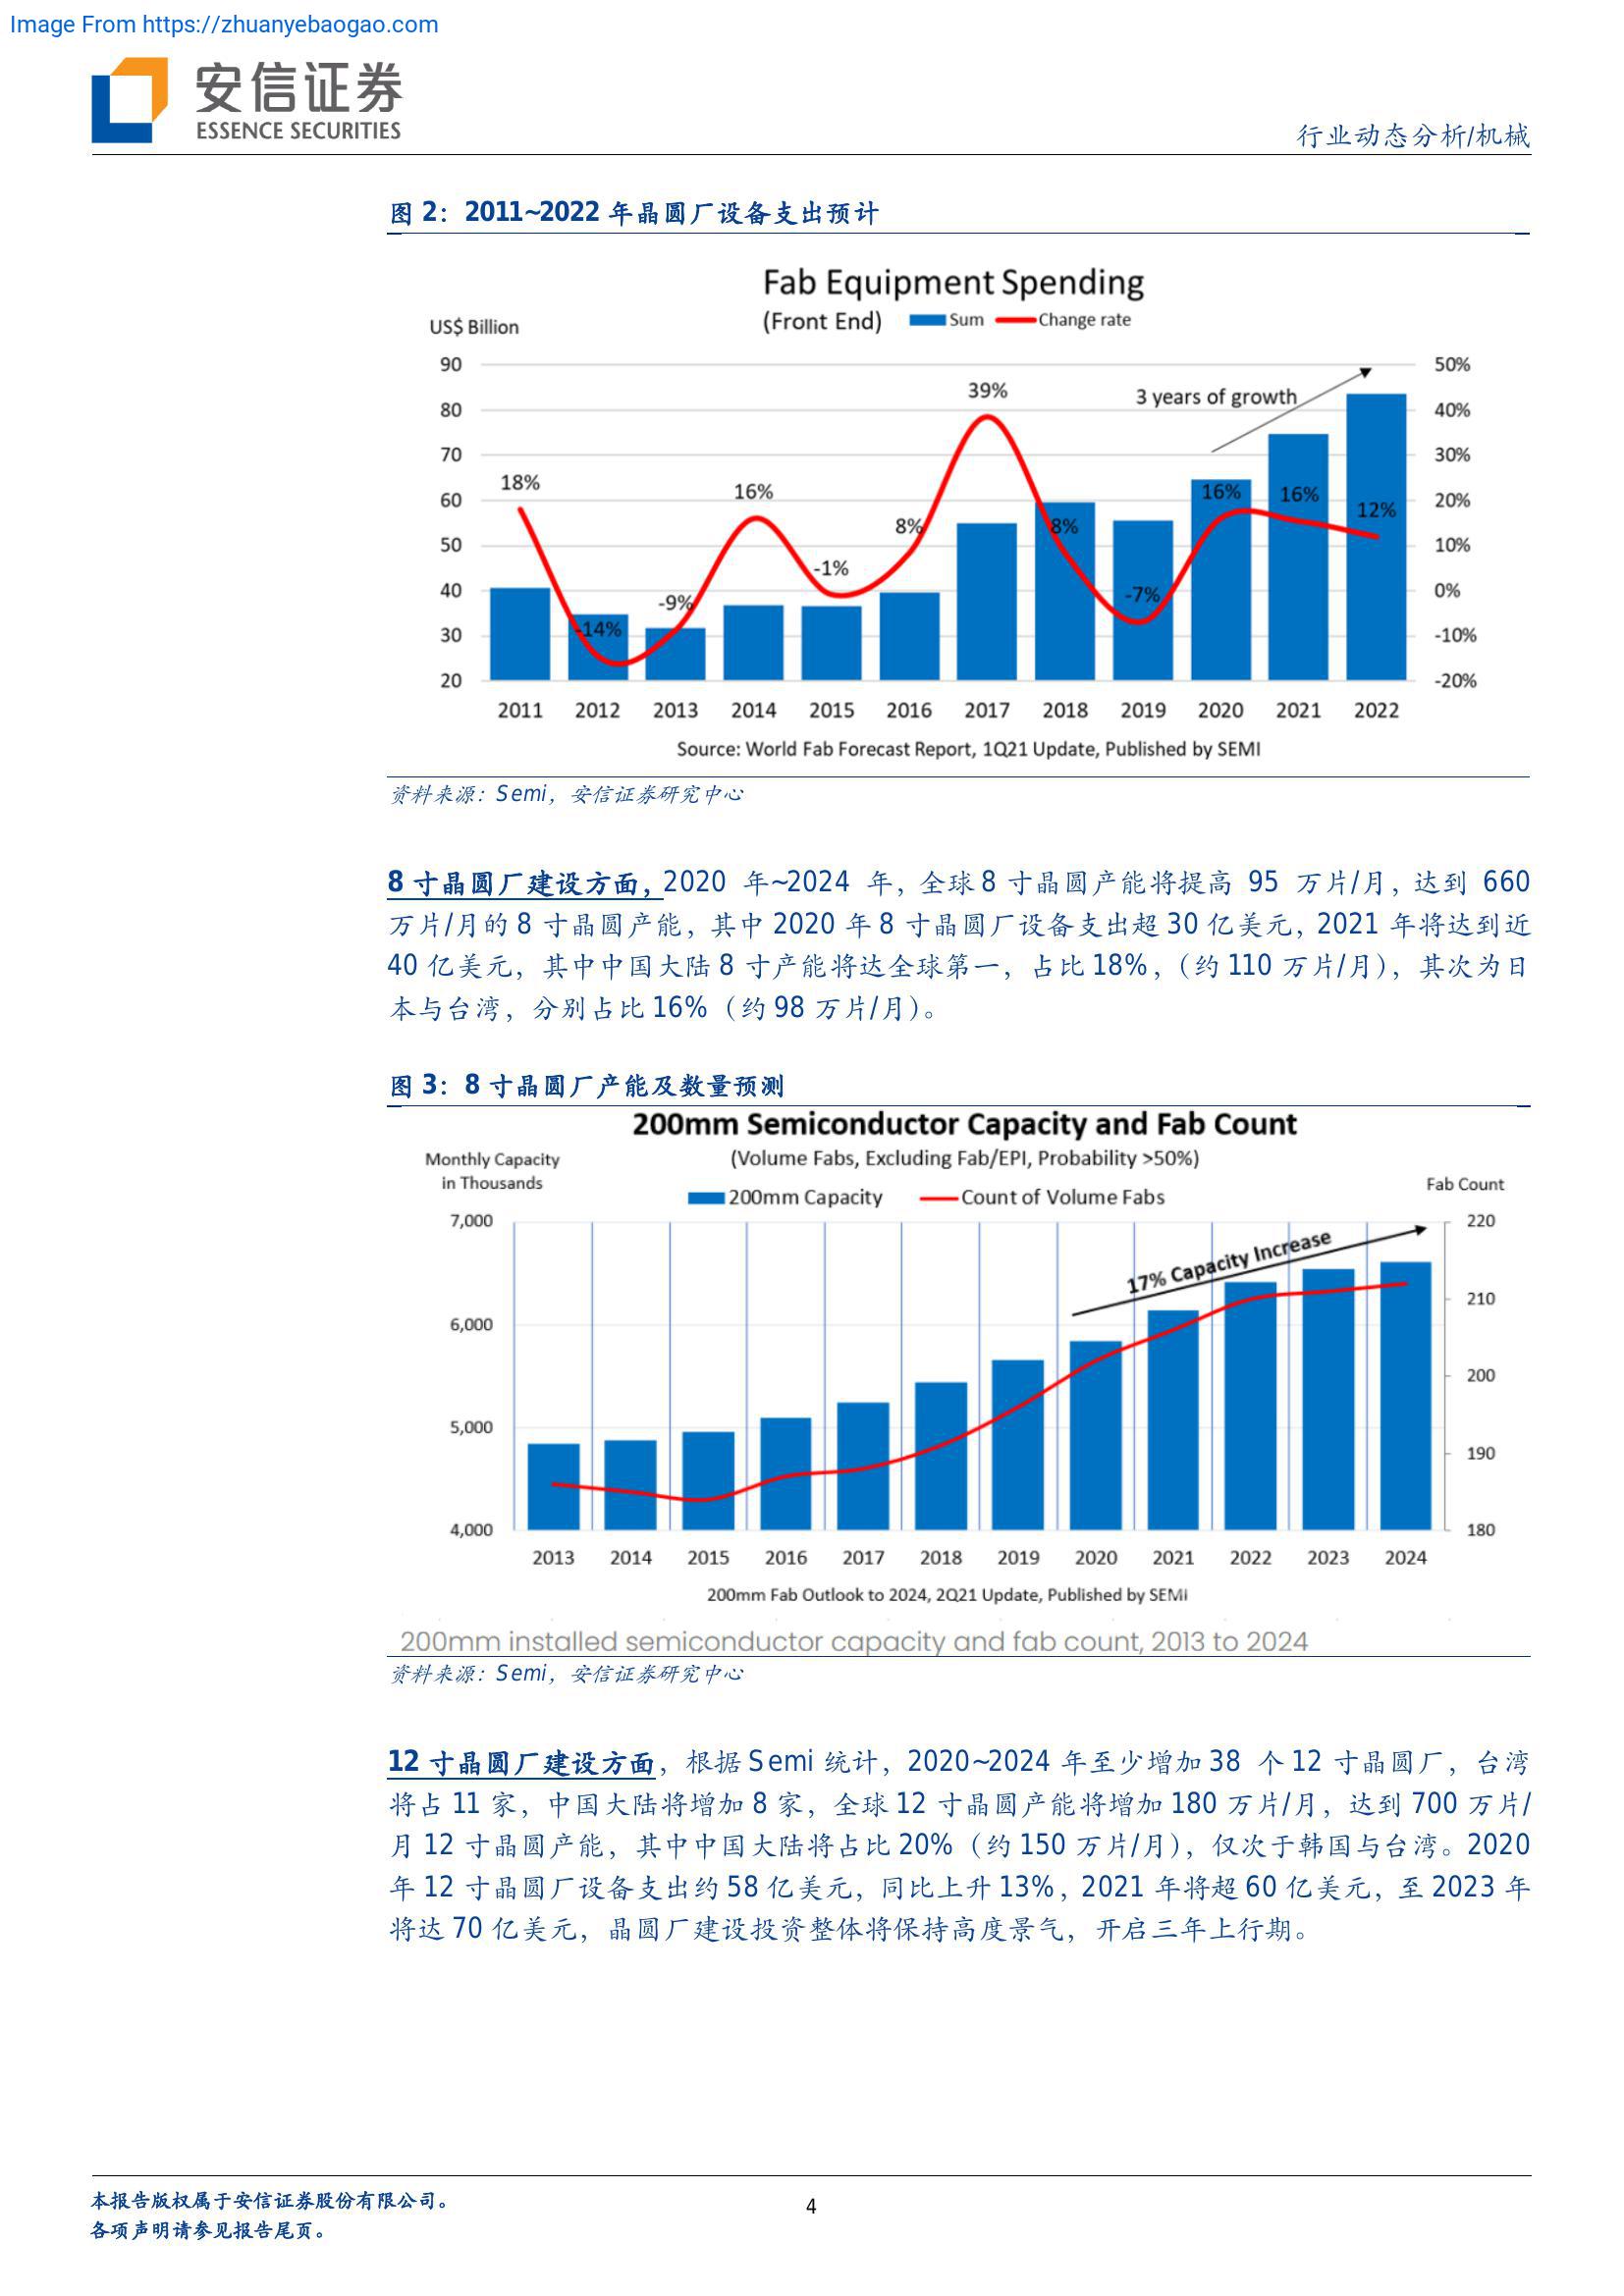 Image From https://zhuanyebaogao.com
安信证券
ESSENCE SECURITIES
行业动态分析/机械
图 2：2011~2022 年晶圆厂设备支出预计
Fab Equipment Spending
(Front End) Sum Change rate
US$ Billion
90 50%
80 40%
70 30%
60 20%
50 10%
40 0%
30 -10%
20 -20%
3 years of growth
18% -14% -9% 16% -1% 8% 39% 8% -7% 16% 16% 12%
2011 2012 2013 2014 2015 2016 2017 2018 2019 2020 2021 2022
Source: World Fab Forecast Report, 1Q21 Update, Published by SEMI
资料来源：Semi，安信证券研究中心
8 寸晶圆厂建设方面，2020 年~2024 年，全球 8 寸晶圆产能将提高 95 万片/月，达到 660
万片/月的 8 寸晶圆产能，其中 2020 年 8 寸晶圆厂设备支出超 30 亿美元，2021 年将达到近
40 亿美元，其中中国大陆 8 寸产能将达全球第一，占比 18%，（约 110 万片/月），其次为日
本与台湾，分别占比 16%（约 98 万片/月）。
图 3：8 寸晶圆厂产能及数量预测
200mm Semiconductor Capacity and Fab Count
(Volume Fabs, Excluding Fab/EPI, Probability >50%)
Monthly Capacity
in Thousands
Fab Count
200mm Capacity Count of Volume Fabs
7,000 220
210
6,000
200
5,000
190
4,000 180
17% Capacity Increase
2013 2014 2015 2016 2017 2018 2019 2020 2021 2022 2023 2024
200mm Fab Outlook to 2024, 2Q21 Update, Published by SEMI
200mm installed semiconductor capacity and fab count, 2013 to 2024
资料来源：Semi，安信证券研究中心
12 寸晶圆厂建设方面，根据 Semi 统计，2020~2024 年至少增加 38 个 12 寸晶圆厂，台湾
将占 11 家，中国大陆将增加 8 家，全球 12 寸晶圆产能将增加 180 万片/月，达到 700 万片/
月 12 寸晶圆产能，其中中国大陆将占比 20%（约 150 万片/月），仅次于韩国与台湾。2020
年 12 寸晶圆厂设备支出约 58 亿美元，同比上升 13%，2021 年将超 60 亿美元，至 2023 年
将达 70 亿美元，晶圆厂建设投资整体将保持高度景气，开启三年上行期。
本报告版权属于安信证券股份有限公司。
各项声明请参见报告尾页。
4